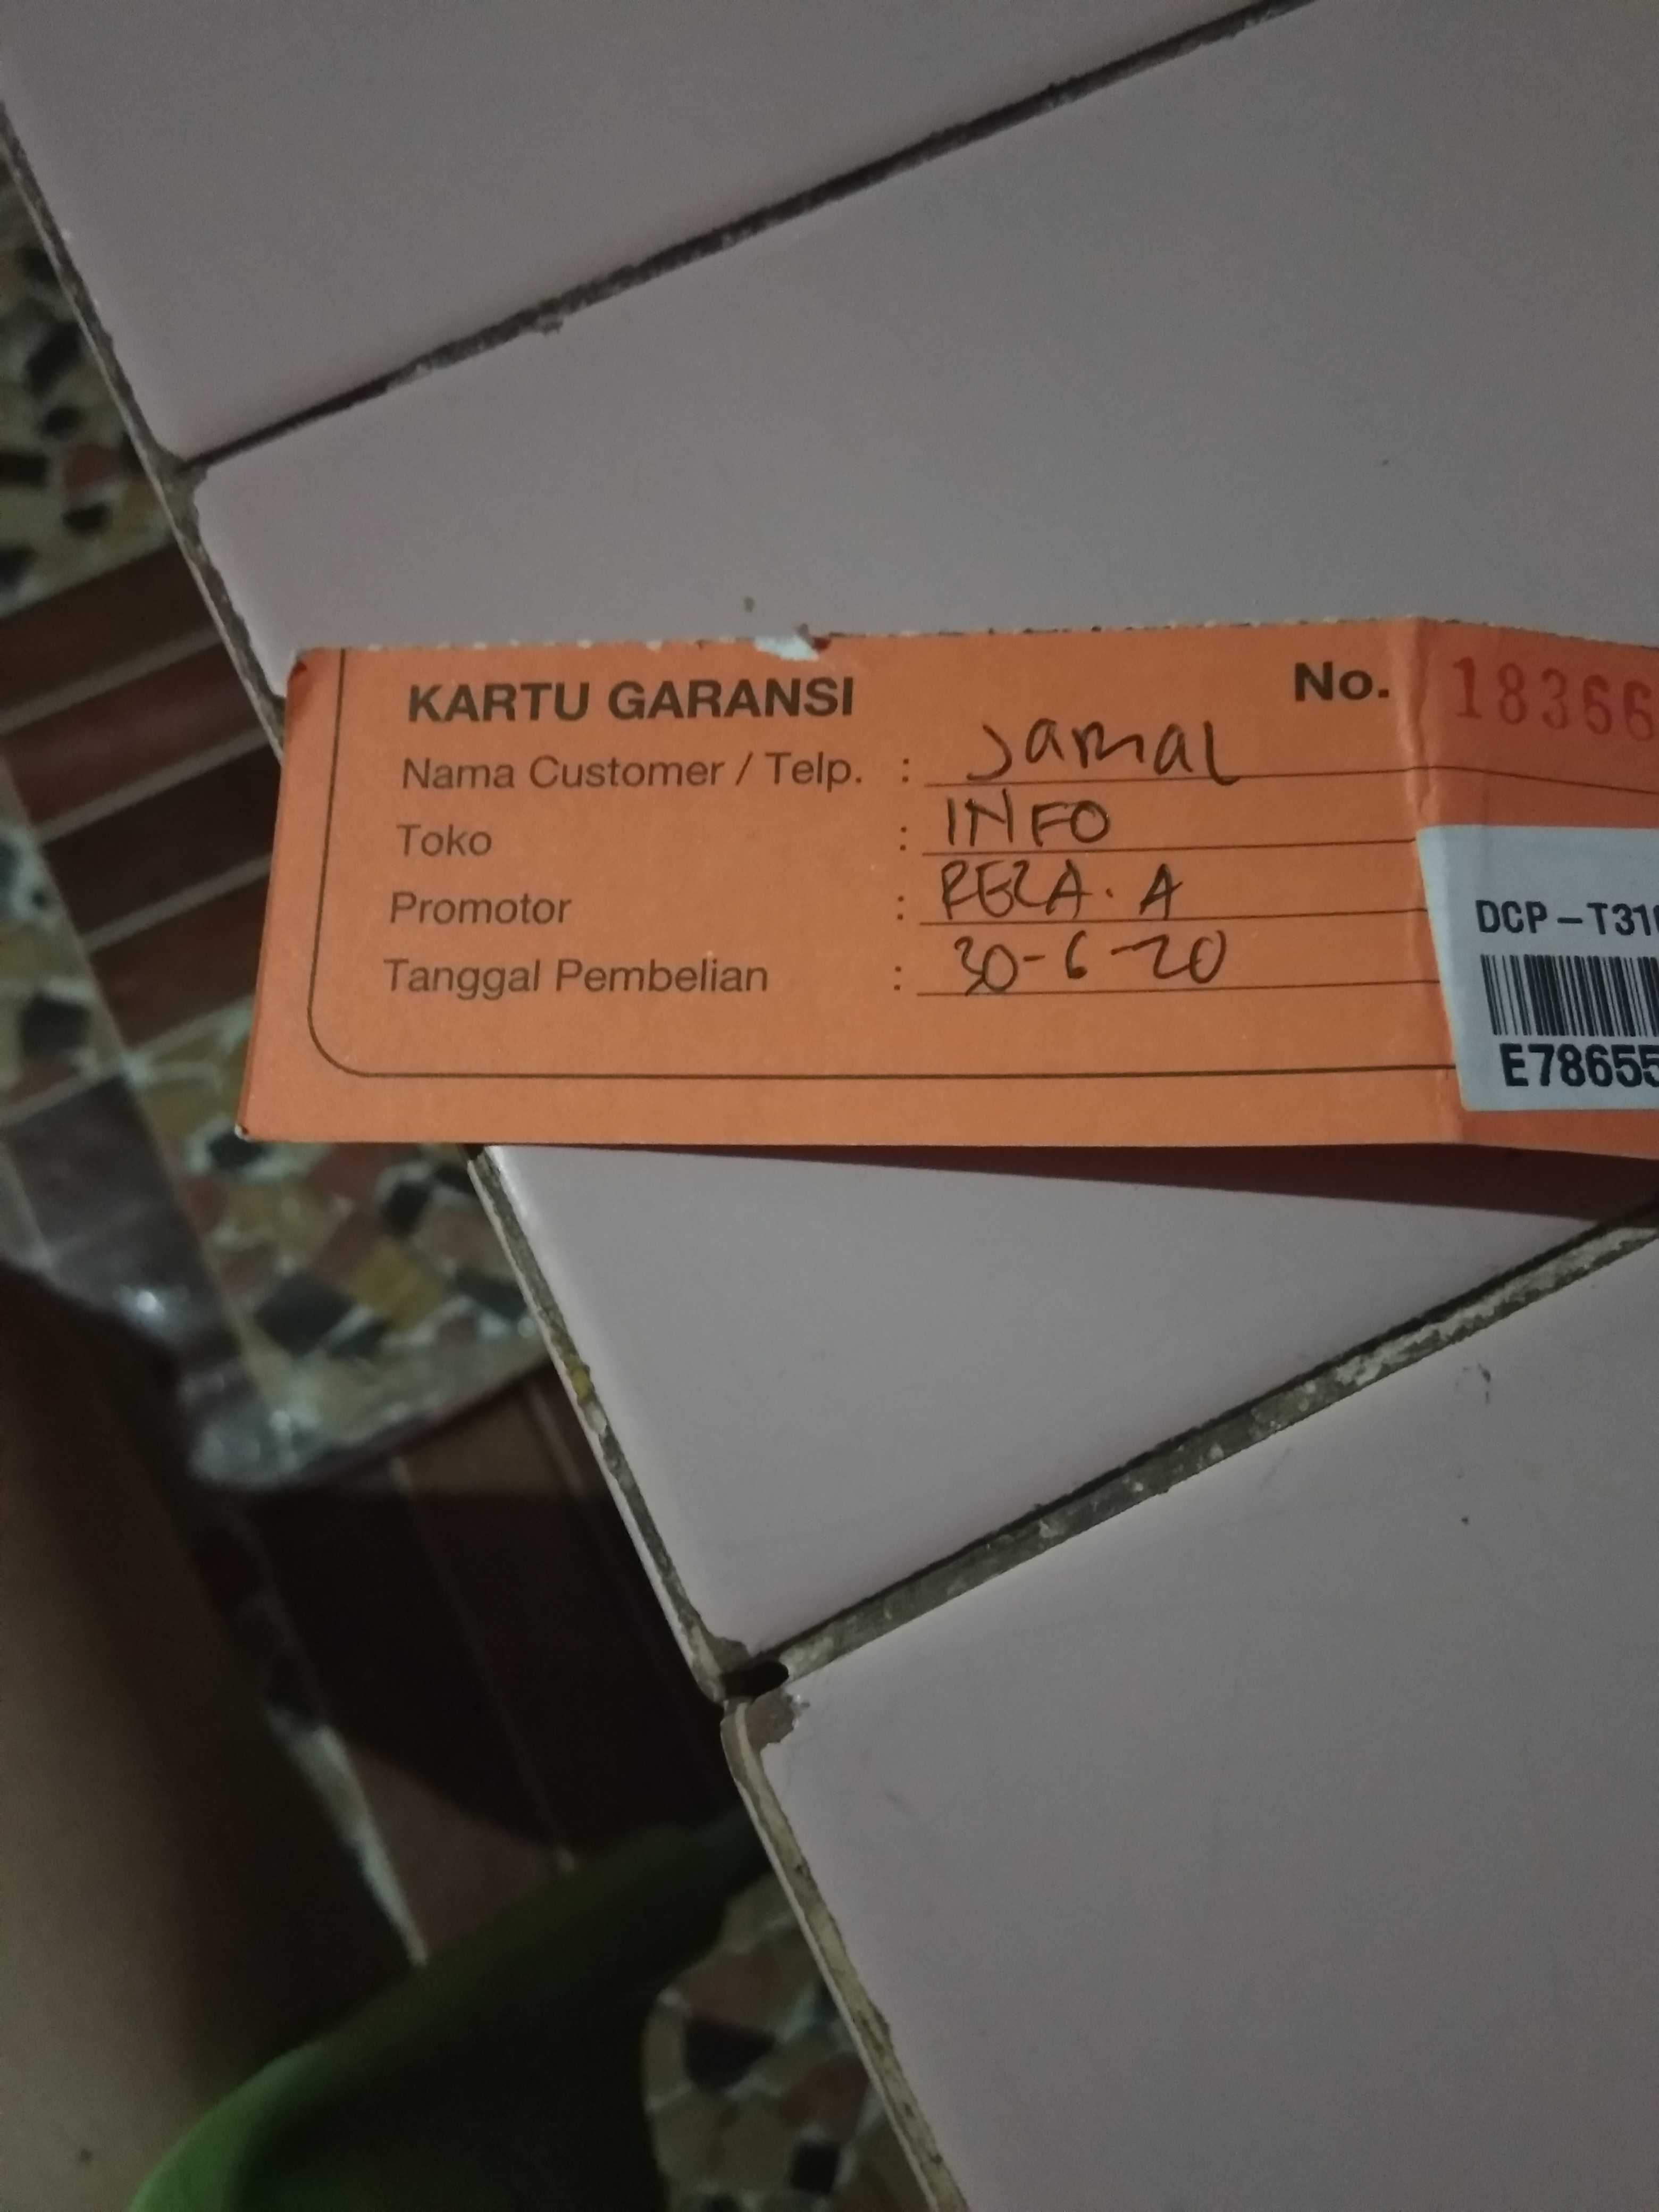 KARTU GARANSI No. 18366
Nama Customer / Telp. : Jamal
Toko : INFO
Promotor : REZA. A
Tanggal Pembelian : 30-6-20
DCP-T31
E78655